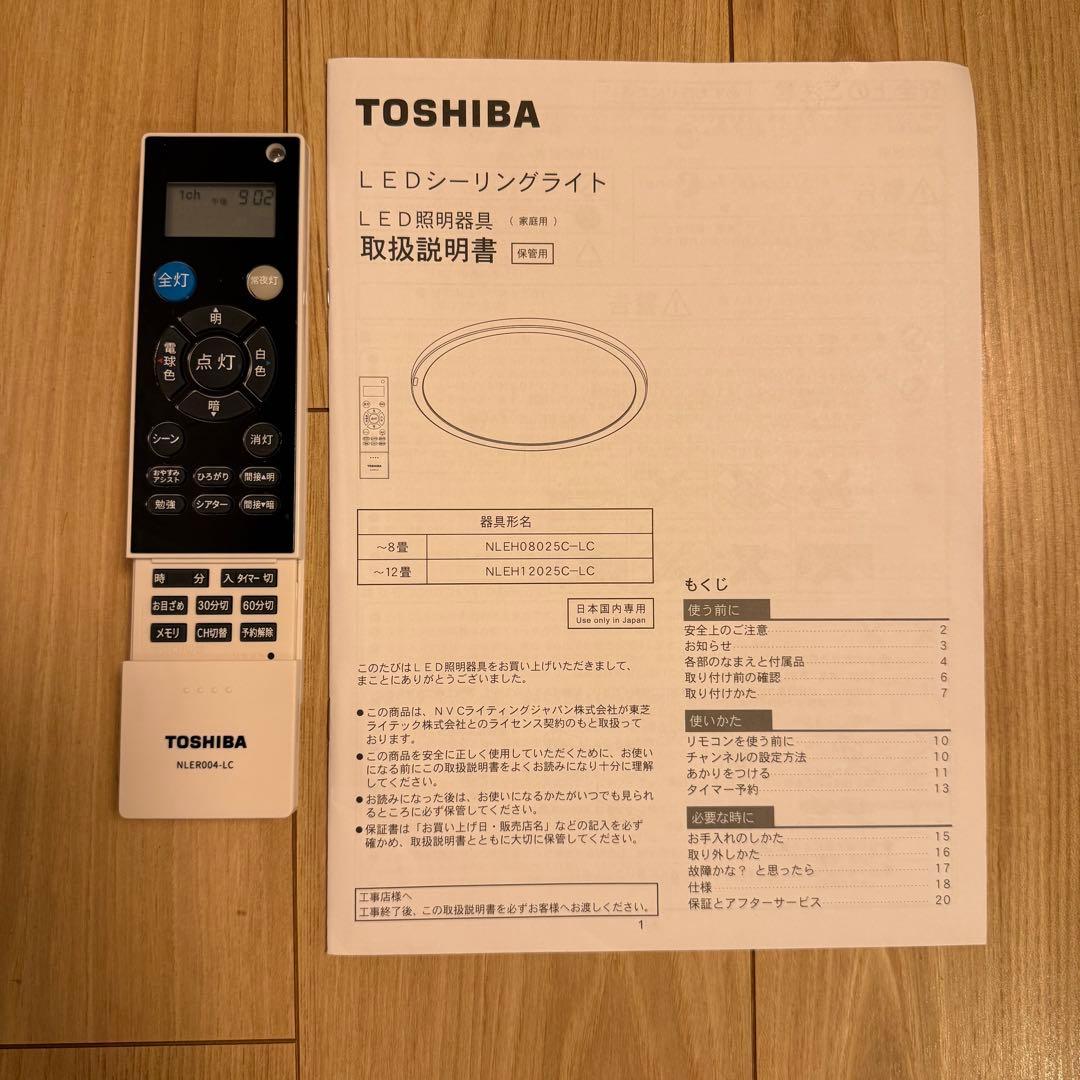 1ch 午後 9:02
全灯
常夜灯
明
電球色
点灯
白色
暗
シーン
消灯
おやすみアシスト
ひろがり
間接▲明
勉強
シアター
間接▼暗
時 分
入 タイマー 切
お目ざめ
30分切
60分切
メモリ
CH切替
予約解除
TOSHIBA
NLER004-LC
TOSHIBA
LEDシーリングライト
LED照明器具 (家庭用)
取扱説明書 保管用
TOSHIBA
器具形名
～8畳 NLEH08025C-LC
～12畳 NLEH12025C-LC
日本国内専用
Use only in Japan
このたびはLED照明器具をお買い上げいただきまして、
まことにありがとうございました。
●この商品は、NVCライティングジャパン株式会社が東芝
ライテック株式会社とのライセンス契約のもと取扱って
おります。
●この商品を安全に正しく使用していただくために、お使い
になる前にこの取扱説明書をよくお読みになり十分に理解
してください。
●お読みになった後は、お使いになるかたがいつでも見られ
るところに必ず保管してください。
●保証書は「お買い上げ日・販売店名」などの記入を必ず
確かめ、取扱説明書とともに大切に保管してください。
工事店様へ
工事終了後、この取扱説明書を必ずお客様へお渡しください。
もくじ
使う前に
安全上のご注意 2
お知らせ 3
各部のなまえと付属品 4
取り付け前の確認 6
取り付けかた 7
使いかた
リモコンを使う前に 10
チャンネルの設定方法 10
あかりをつける 11
タイマー予約 13
必要な時に
お手入れのしかた 15
取り外しかた 16
故障かな？と思ったら 17
仕様 18
保証とアフターサービス 20
1